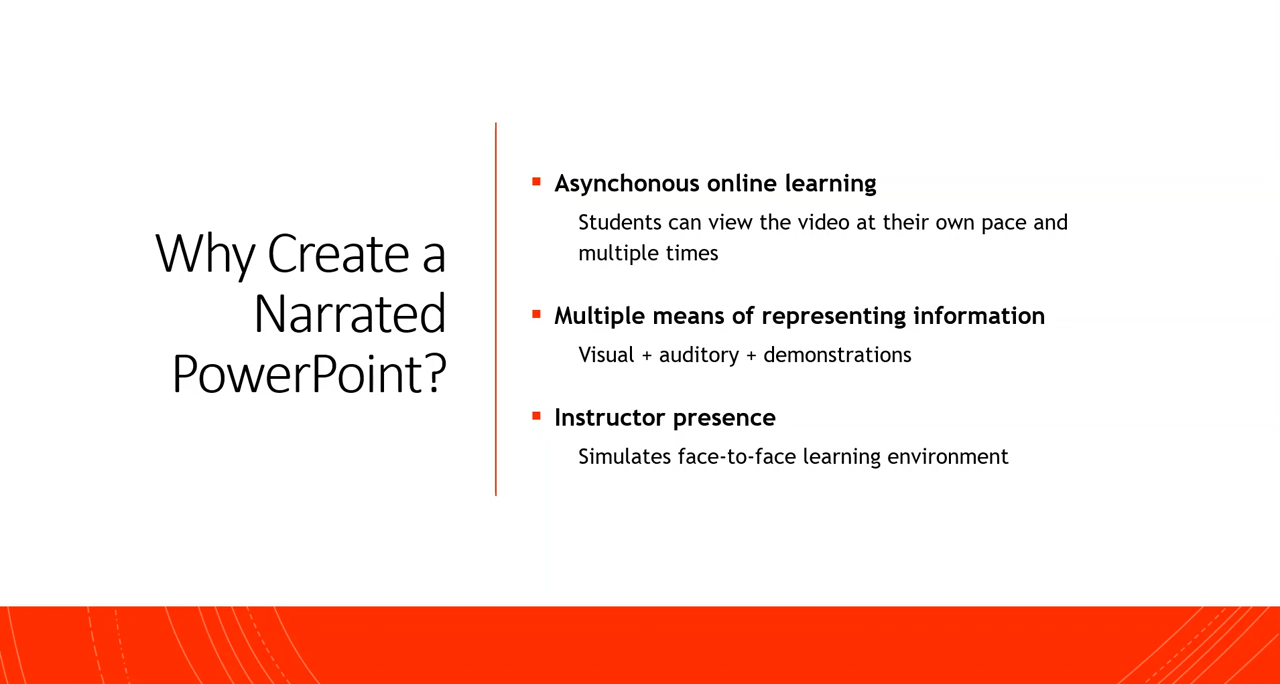 Why Create a
Narrated
PowerPoint?
Asynchonous online learning
Students can view the video at their own pace and
multiple times
Multiple means of representing information
Visual + auditory + demonstrations
Instructor presence
Simulates face-to-face learning environment